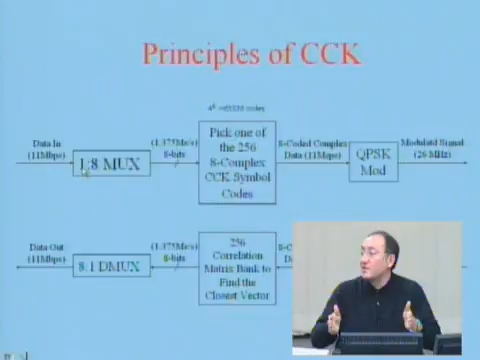 Principles of CCK
Data In
(11Mbps)
1:8 MUX
(1.375Ms/s)
8-bits
codes
Pick one of
the 256
8-Complex
CCK Symbol
Codes
8-Coded Complex
Data (11Msps)
QPSK
Mod
Modulated Signal
(26 MHz)
Data Out
(11Mbps)
8:1 DMUX
(1.375Ms/s)
8-bits
256
Correlation
Matrix Bank to
Find the
Closest Vector